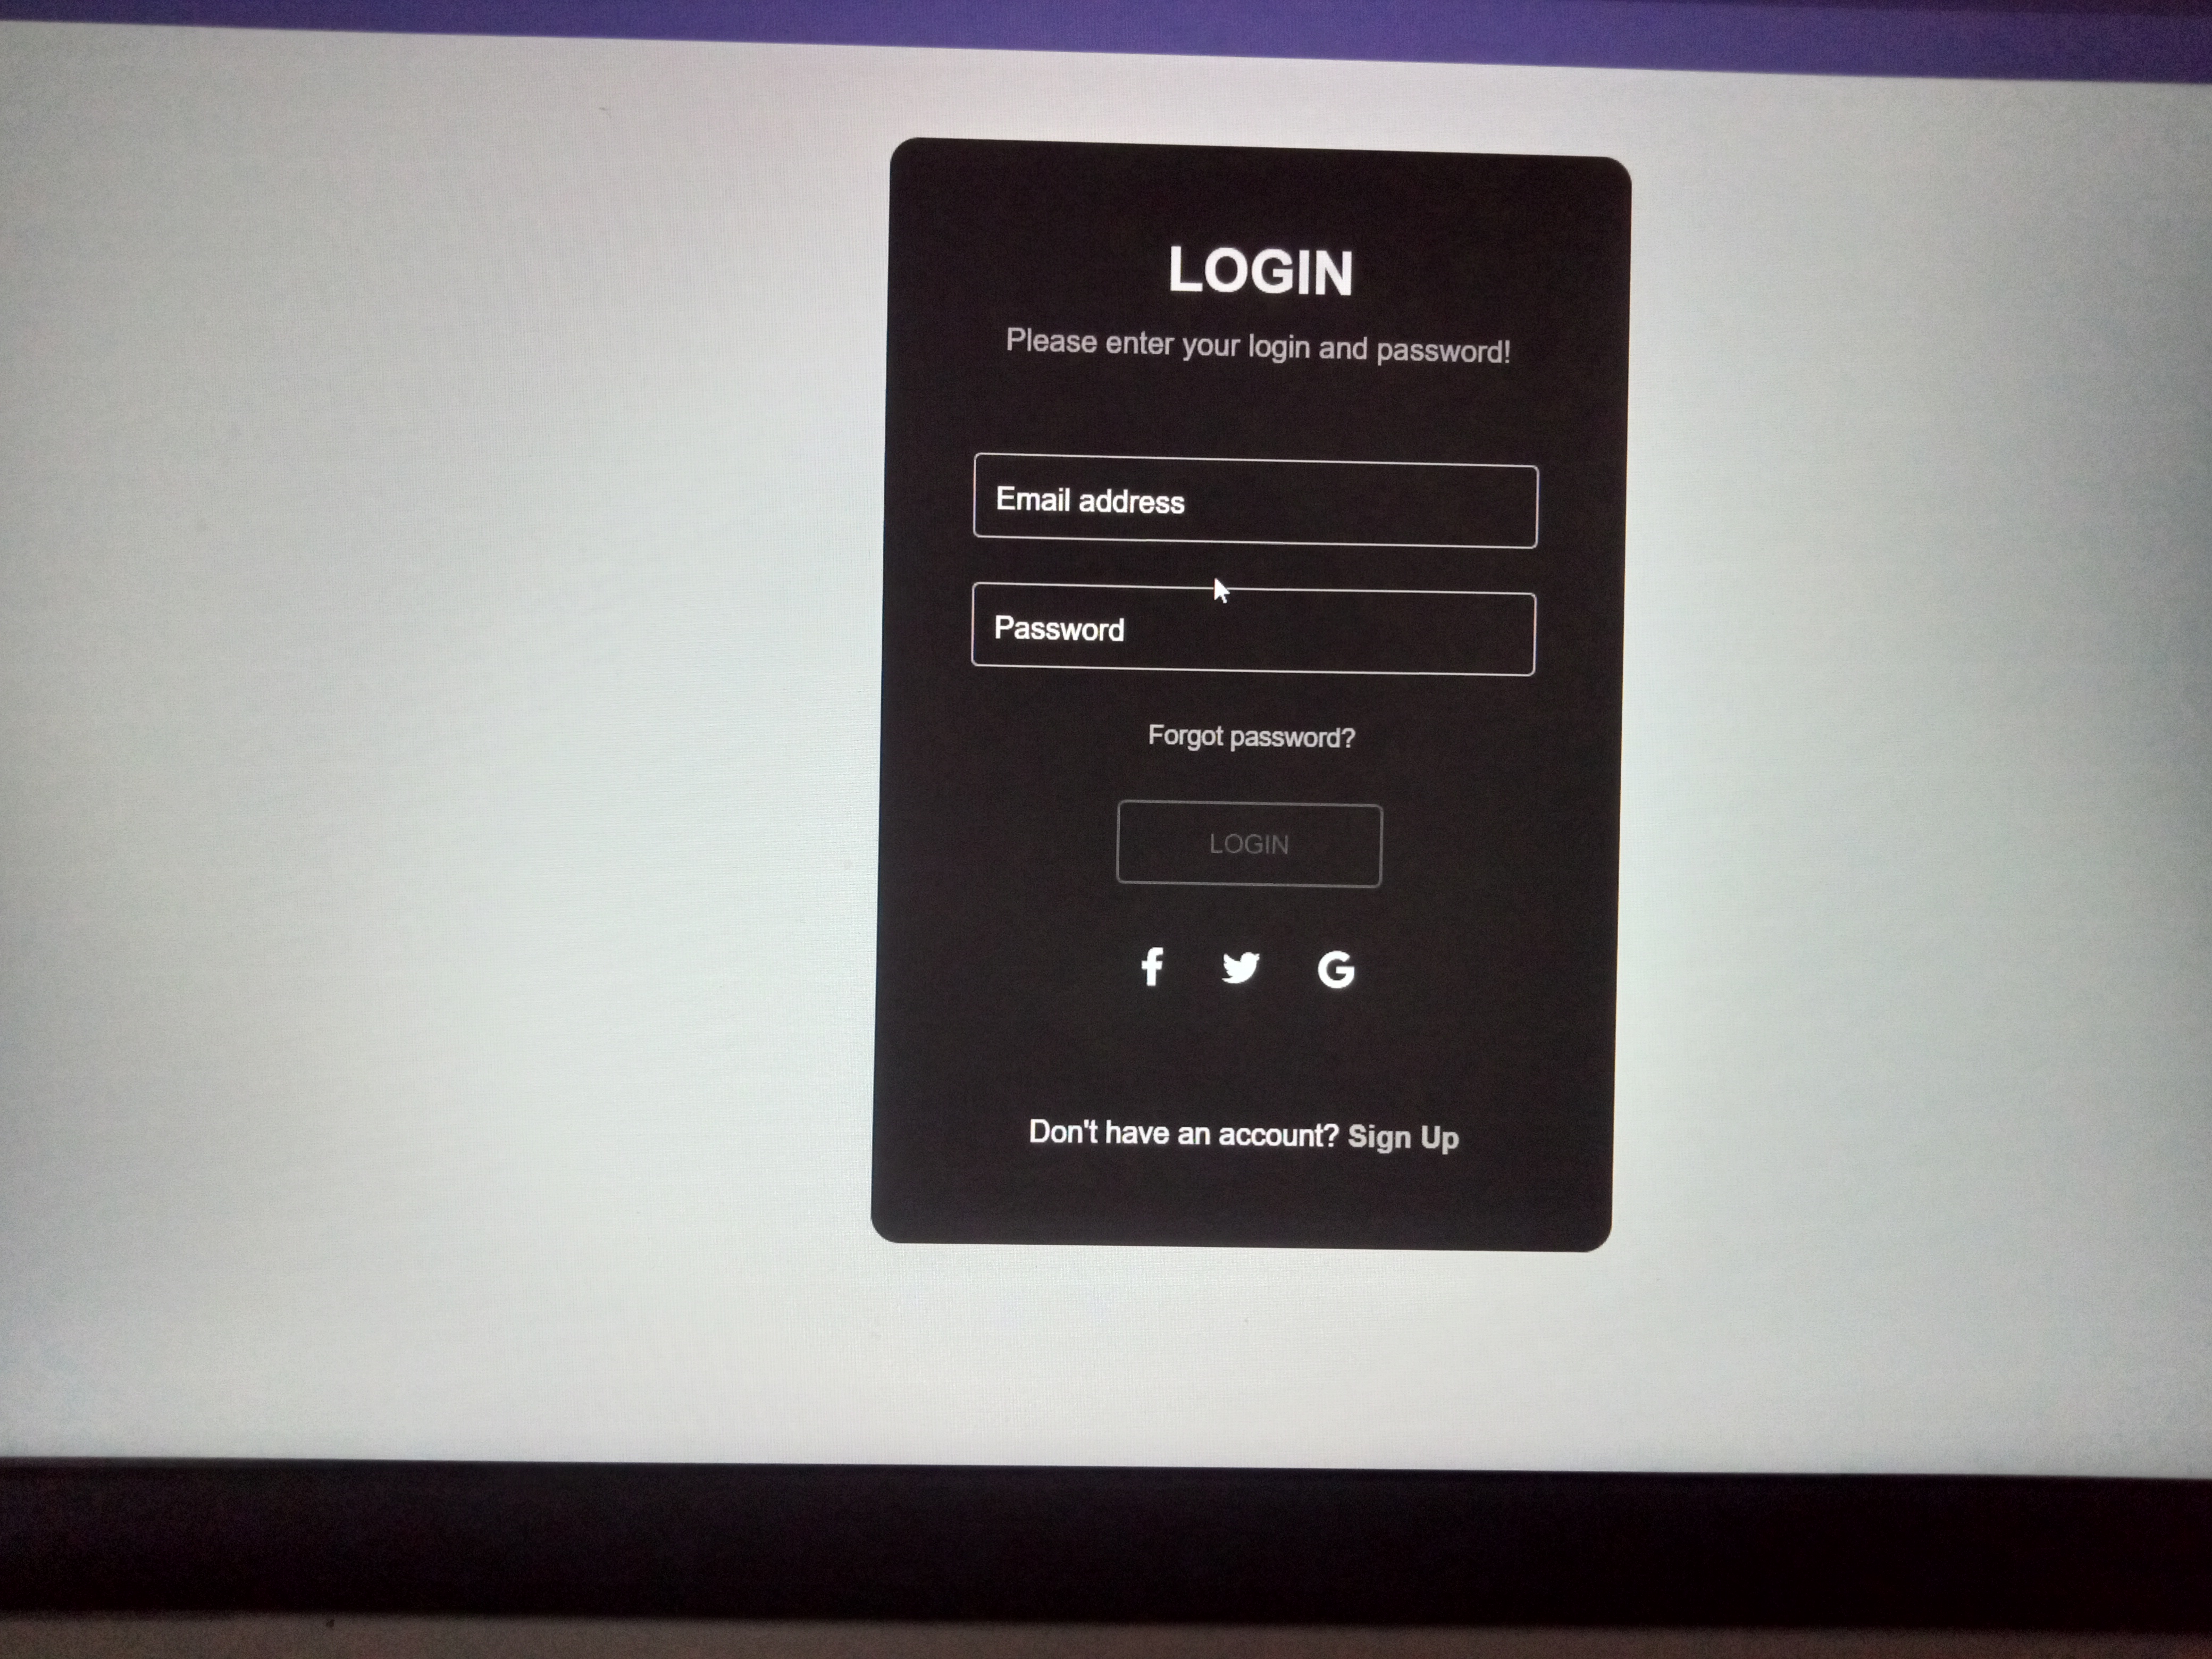 LOGIN
Please enter your login and password!
Email address
Password
Forgot password?
LOGIN
Don't have an account? Sign Up